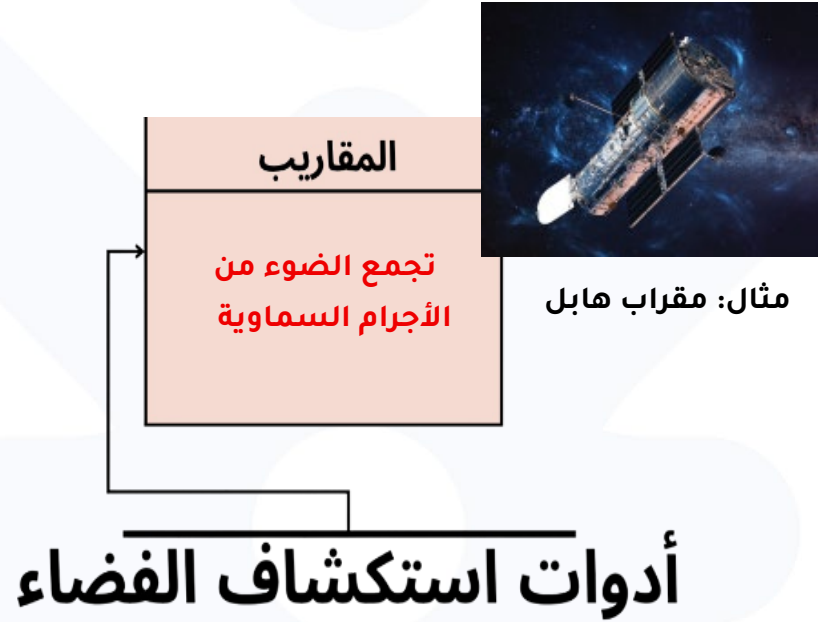 المقاريب
تجمع الضوء من
الأجرام السماوية
مثال: مقراب هابل
أدوات استكشاف الفضاء